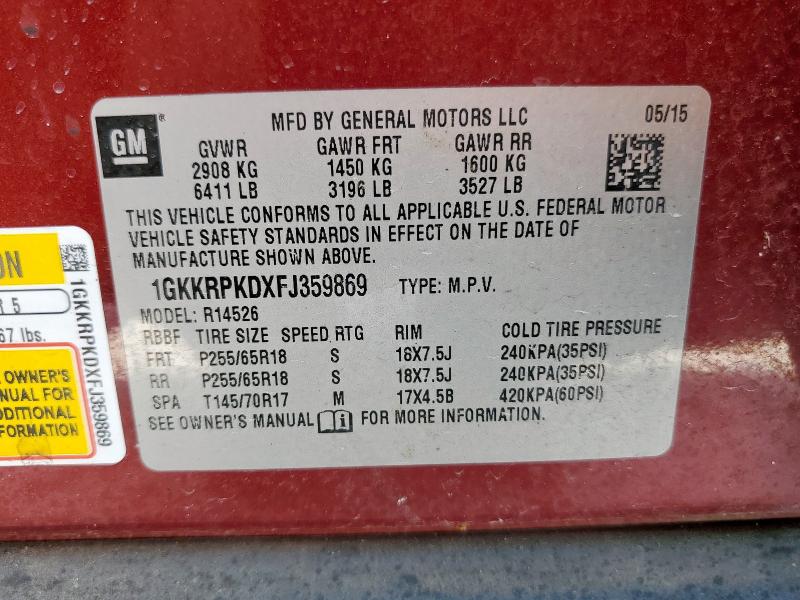 GM
®
MFD BY GENERAL MOTORS LLC
05/15
GVWR GAWR FRT GAWR RR
2908 KG 1450 KG 1600 KG
6411 LB 3196 LB 3527 LB
THIS VEHICLE CONFORMS TO ALL APPLICABLE U.S. FEDERAL MOTOR
VEHICLE SAFETY STANDARDS IN EFFECT ON THE DATE OF
MANUFACTURE SHOWN ABOVE.
1GKKRPKDXFJ359869 TYPE: M.P.V.
MODEL: R14526
RBBF TIRE SIZE SPEED RTG RIM COLD TIRE PRESSURE
FRT P255/65R18 S 18X7.5J 240KPA(35PSI)
RR P255/65R18 S 18X7.5J 240KPA(35PSI)
SPA T145/70R17 M 17X4.5B 420KPA(60PSI)
SEE OWNER'S MANUAL i FOR MORE INFORMATION.
ON
R 5
67 lbs.
OWNER'S
NUAL FOR
DDITIONAL
FORMATION
1GKKRPKDXFJ359869